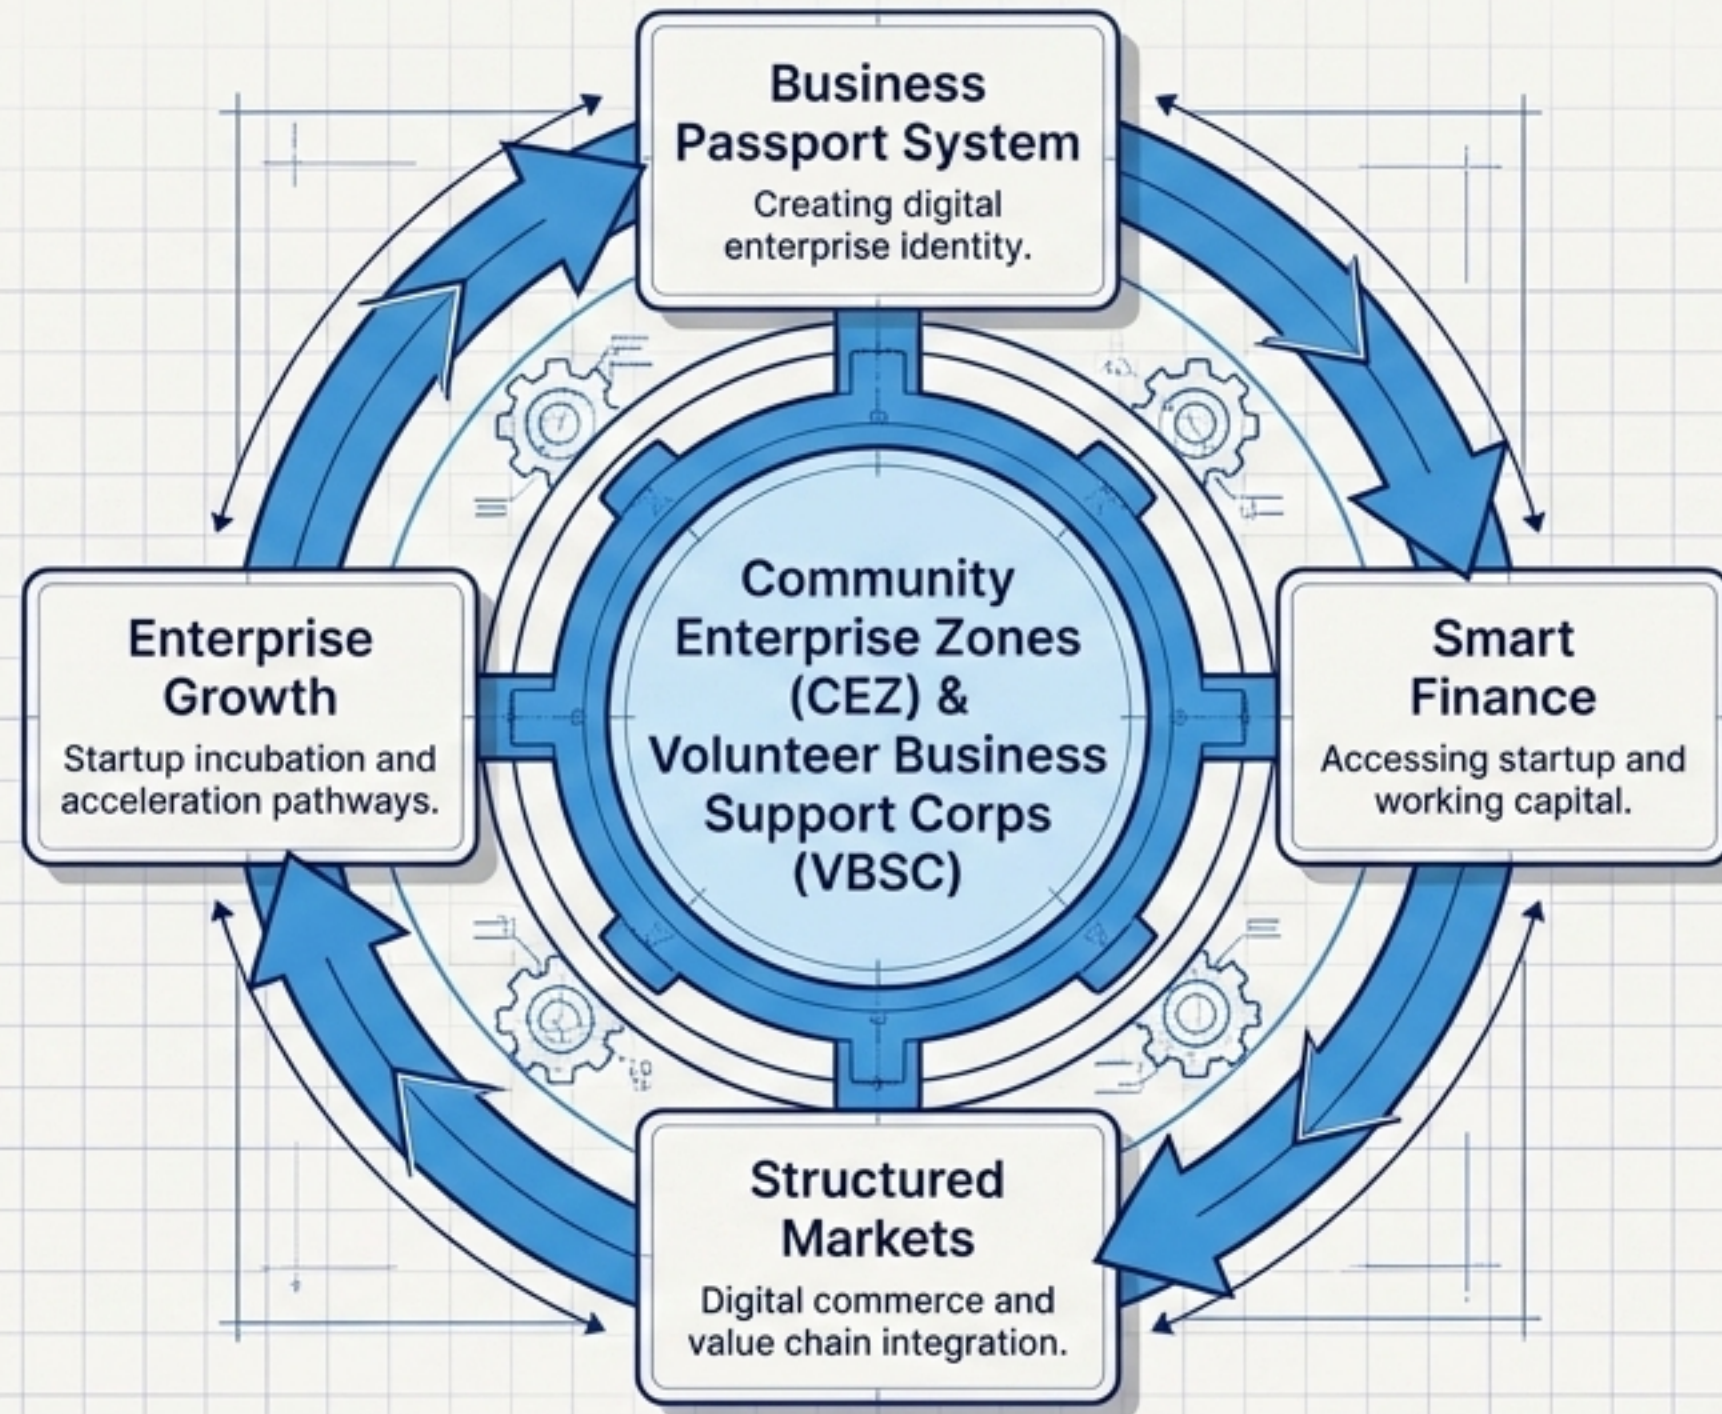 Business
Passport System
Creating digital
enterprise identity.
Enterprise
Growth
Startup incubation and
acceleration pathways.
Community
Enterprise Zones
(CEZ) &
Volunteer Business
Support Corps
(VBSC)
Smart
Finance
Accessing startup and
working capital.
Structured
Markets
Digital commerce and
value chain integration.